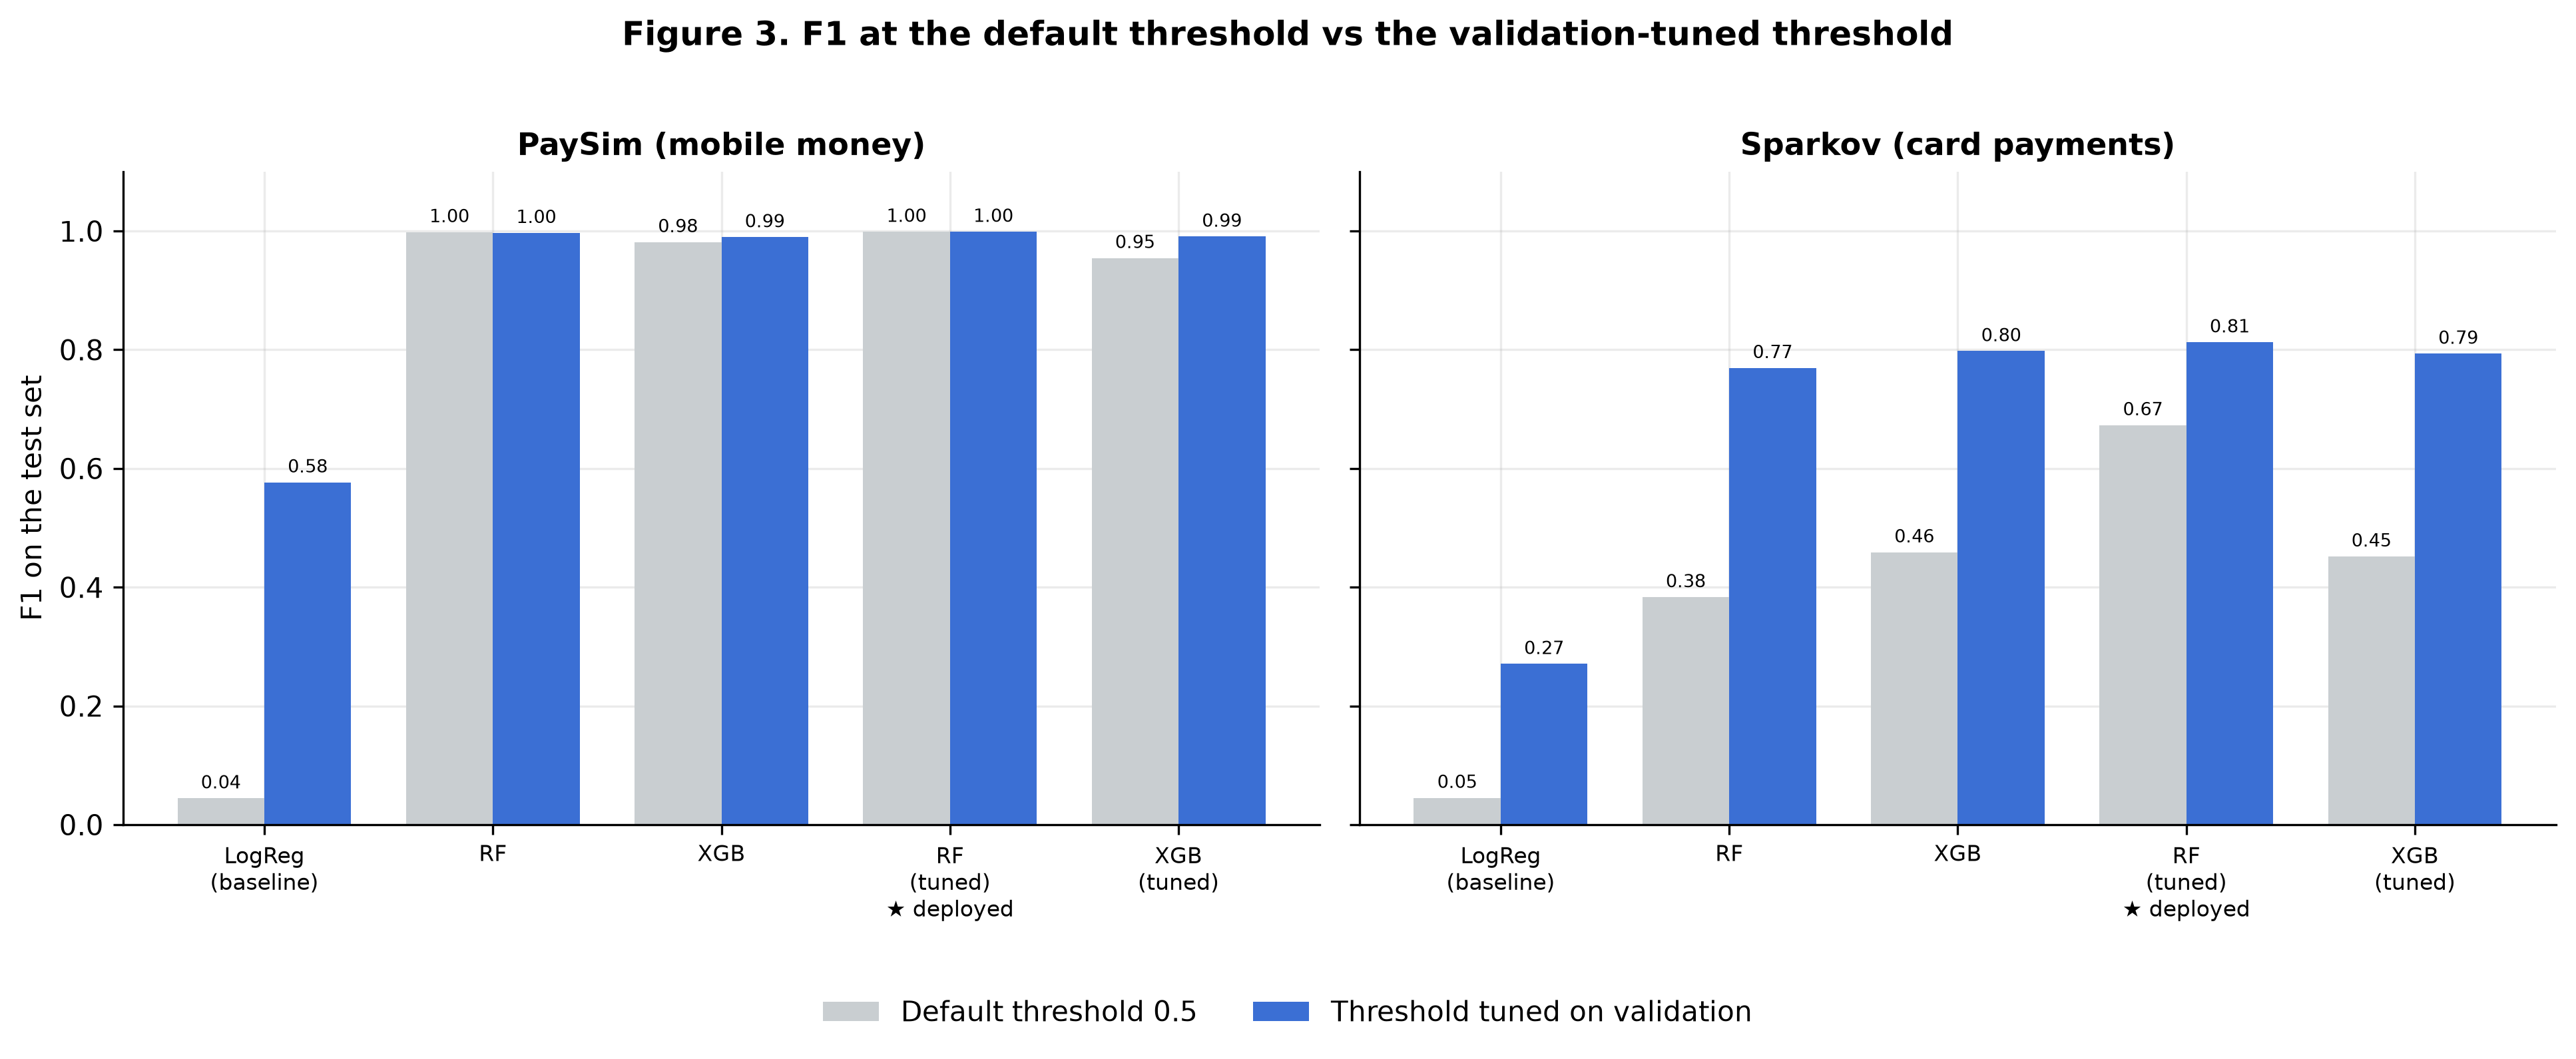 Figure 3. F1 at the default threshold vs the validation-tuned threshold
PaySim (mobile money)
F1 on the test set
1.0
0.8
0.6
0.4
0.2
0.0
0.04
0.58
1.00
1.00
0.98
0.99
1.00
1.00
0.95
0.99
LogReg
(baseline)
RF
XGB
RF
(tuned)
★ deployed
XGB
(tuned)
Sparkov (card payments)
0.05
0.27
0.38
0.77
0.46
0.80
0.67
0.81
0.45
0.79
LogReg
(baseline)
RF
XGB
RF
(tuned)
★ deployed
XGB
(tuned)
Default threshold 0.5
Threshold tuned on validation